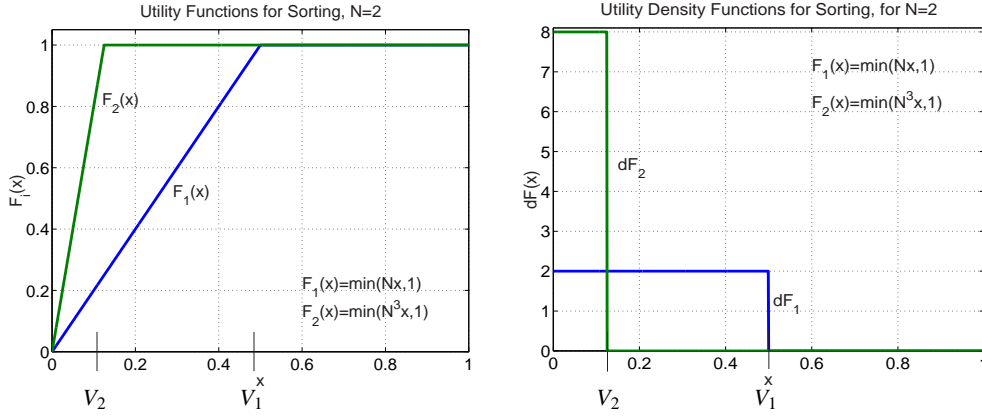 Utility Functions for Sorting, N=2
1
0.8
0.6
0.4
0.2
0
F_i(x)
F_2(x)
F_1(x)
F_1(x)=min(Nx,1)
F_2(x)=min(N^3x,1)
0 0.2 0.4 0.6 0.8 1
x
V_2 V_1
Utility Density Functions for Sorting, for N=2
8
7
6
5
4
3
2
1
0
dF(x)
F_1(x)=min(Nx,1)
F_2(x)=min(N^3x,1)
dF_2
dF_1
0 0.2 0.4 0.6 0.8 1
x
V_2 V_1